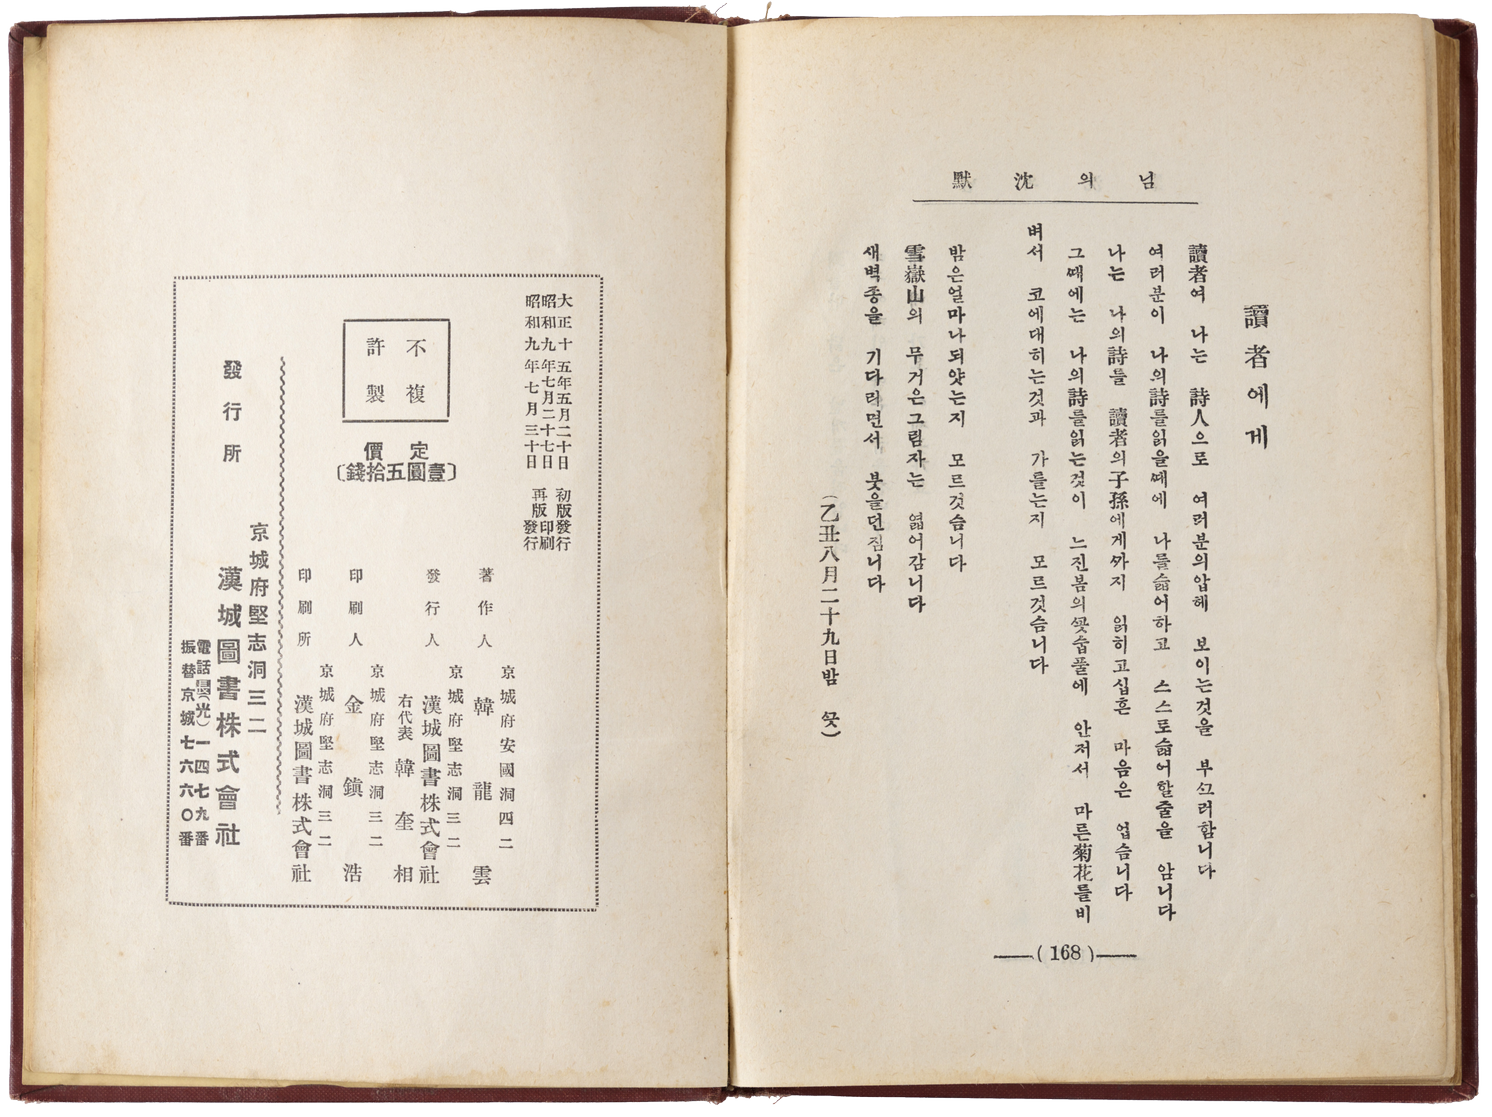 님의沈默
讀者에게
讀者여 나는 詩人으로 여러분의압헤 보이는것을 부ᄭᅳ러함니다
여러분이 나의詩를읽을ᄯᅢ에 나를슯어하고 스스로슯어할줄을 암니다
나는 나의詩를 讀者의子孫에게ᄭᅡ지 읽히고십흔 마음은 업슴니다
그ᄯᅢ에는 나의詩를읽는것이 느진봄의ᄭᅩᆺ숩풀에 안저서 마른菊花를비
벼서 코에대히는것과 가를는지 모르것슴니다
밤은얼마나되얏는지 모르것슴니다
雪嶽山의 무거은그림자는 엷어감니다
새벽종을 기다리면서 붓을던짐니다
(乙丑八月二十九日밤 ᄭᅳᆺ)
(168)
大正十五年五月二十日 初版發行
昭和九年七月二十七日 再版印刷
昭和九年七月三十日 再版發行
不複
許製
定價
(壹圓五拾錢)
京城府安國洞四二
著作人 韓龍雲
京城府堅志洞三二
發行人 漢城圖書株式會社
右代表 韓奎相
京城府堅志洞三二
印刷人 金鎭浩
京城府堅志洞三二
印刷所 漢城圖書株式會社
發行所
京城府堅志洞三二
漢城圖書株式會社
電話(光)一四七九番
振替京城七六六〇番